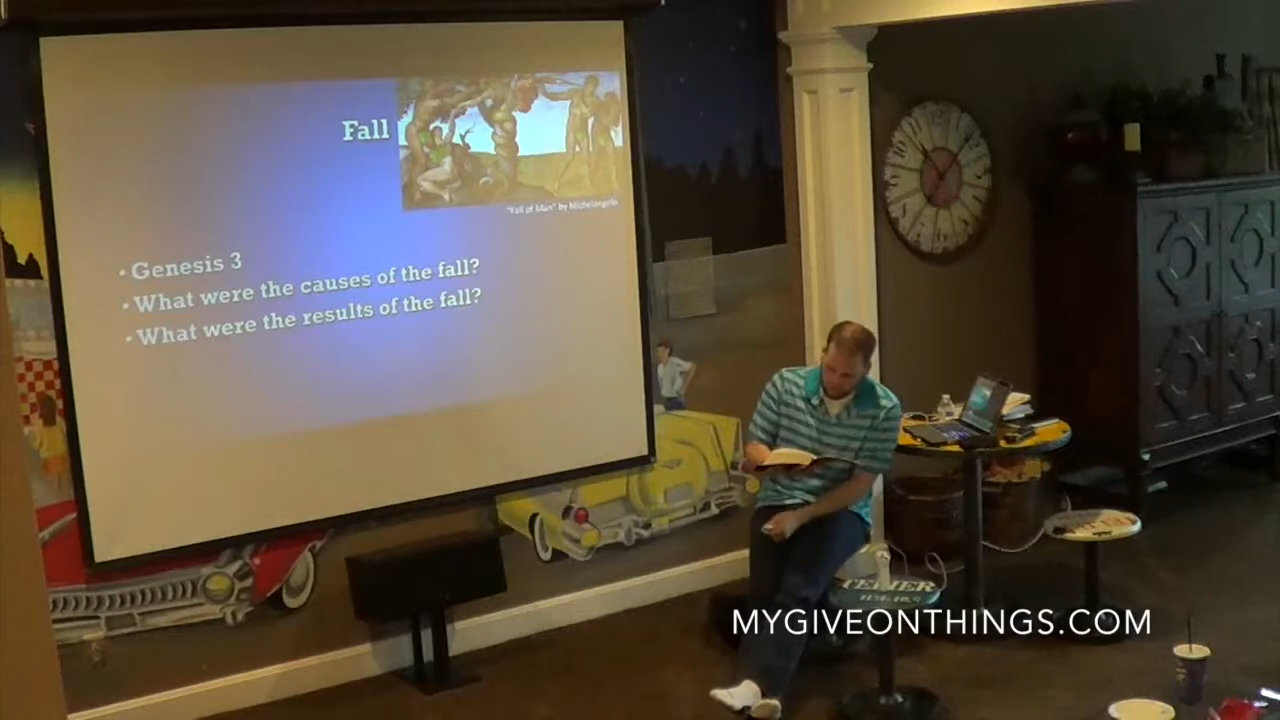 Fall
"Fall of Man" by Michelangelo
• Genesis 3
• What were the causes of the fall?
• What were the results of the fall?
MYGIVEONTHINGS.COM